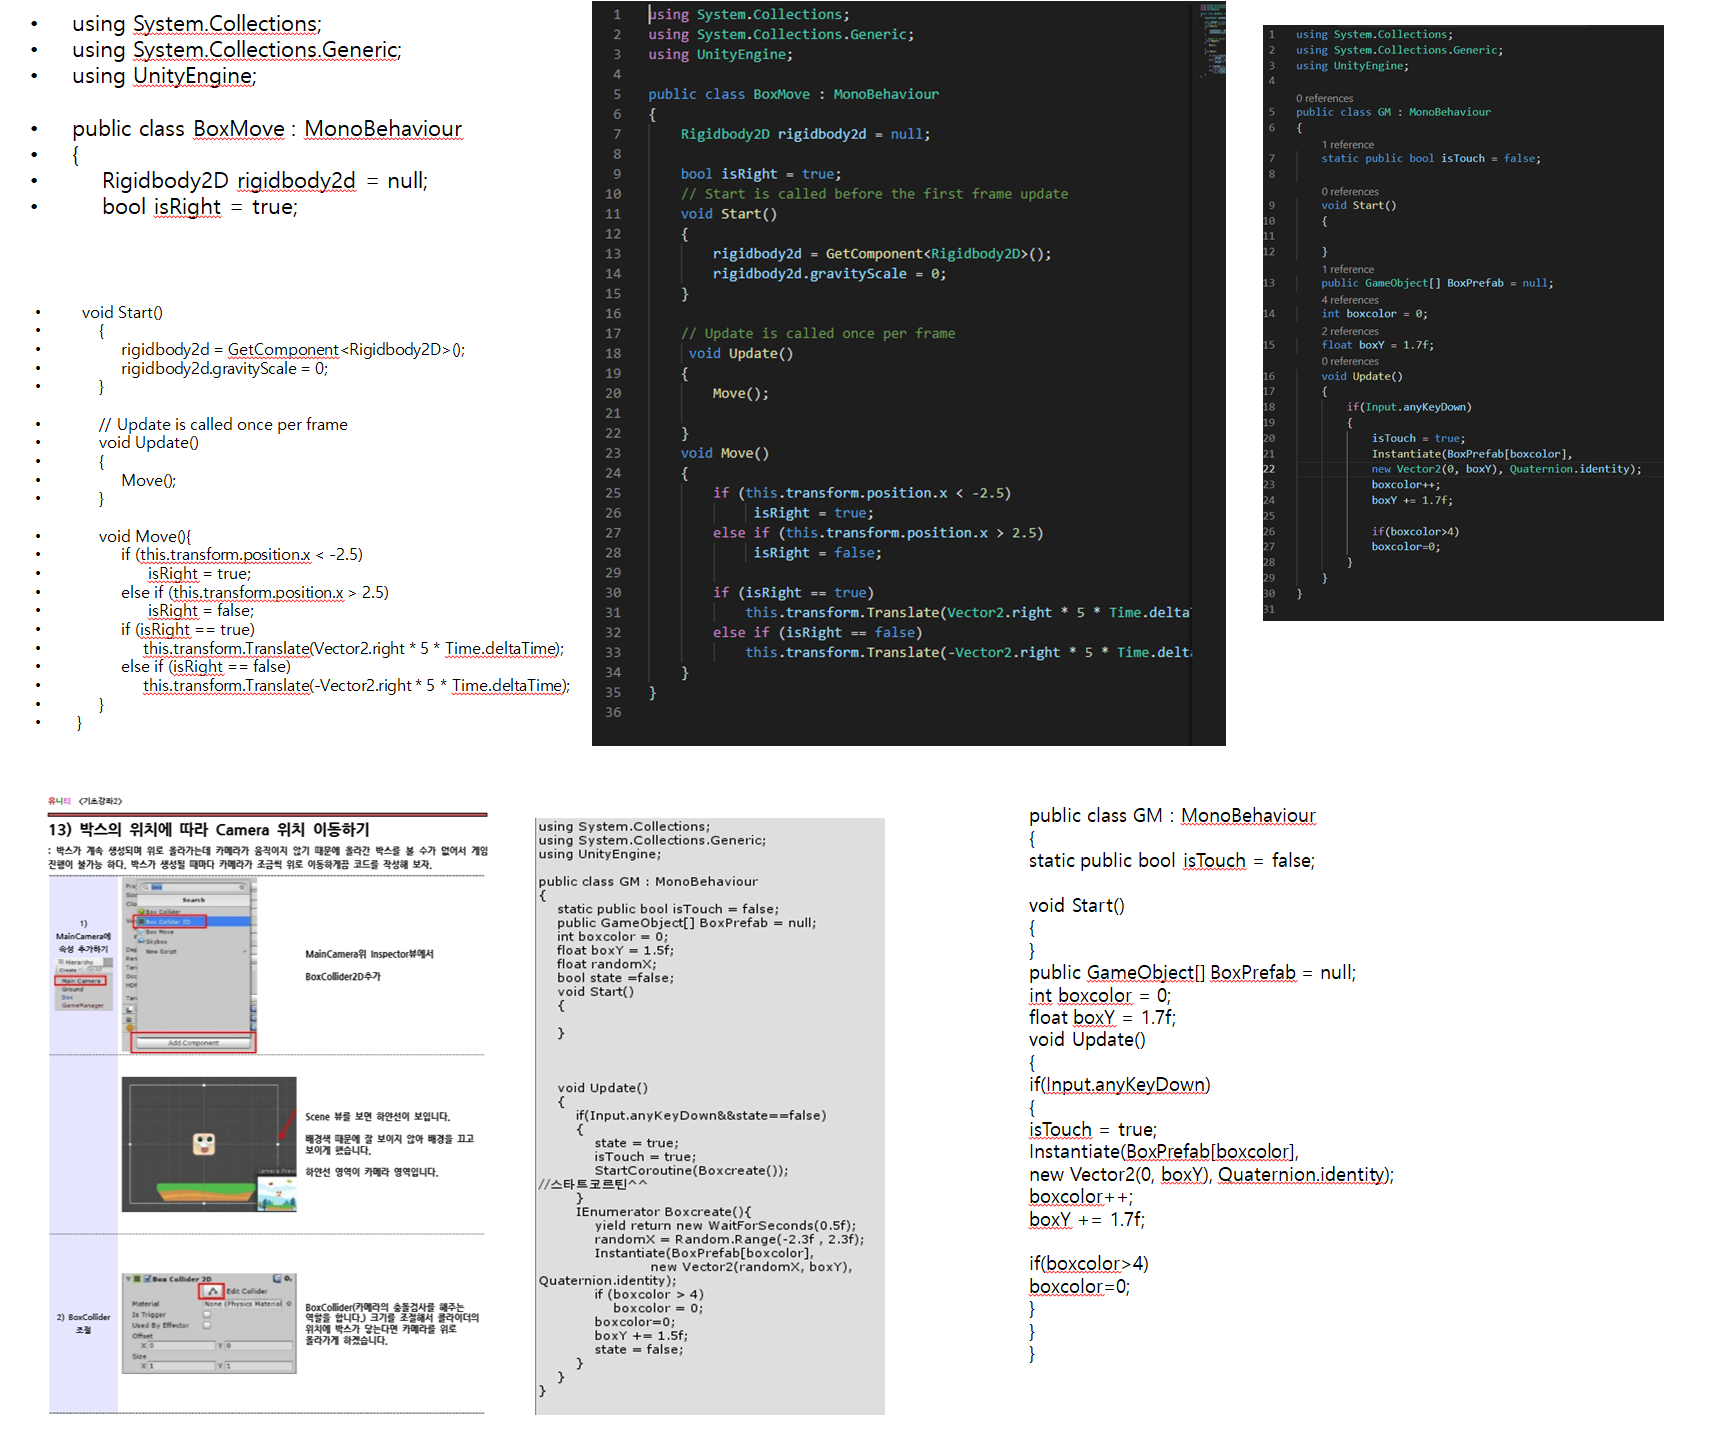 using System.Collections;
using System.Collections.Generic;
using UnityEngine;
public class BoxMove : MonoBehaviour
{
Rigidbody2D rigidbody2d = null;
bool isRight = true;
void Start()
{
rigidbody2d = GetComponent<Rigidbody2D>();
rigidbody2d.gravityScale = 0;
}
// Update is called once per frame
void Update()
{
Move();
}
void Move(){
if (this.transform.position.x < -2.5)
isRight = true;
else if (this.transform.position.x > 2.5)
isRight = false;
if (isRight == true)
this.transform.Translate(Vector2.right * 5 * Time.deltaTime);
else if (isRight == false)
this.transform.Translate(-Vector2.right * 5 * Time.deltaTime);
}
}
1 using System.Collections;
2 using System.Collections.Generic;
3 using UnityEngine;
4
5 public class BoxMove : MonoBehaviour
6 {
7 Rigidbody2D rigidbody2d = null;
8
9 bool isRight = true;
10 // Start is called before the first frame update
11 void Start()
12 {
13 rigidbody2d = GetComponent<Rigidbody2D>();
14 rigidbody2d.gravityScale = 0;
15 }
16
17 // Update is called once per frame
18 void Update()
19 {
20 Move();
21
22 }
23 void Move()
24 {
25 if (this.transform.position.x < -2.5)
26 isRight = true;
27 else if (this.transform.position.x > 2.5)
28 isRight = false;
29
30 if (isRight == true)
31 this.transform.Translate(Vector2.right * 5 * Time.delta
32 else if (isRight == false)
33 this.transform.Translate(-Vector2.right * 5 * Time.delt
34 }
35 }
36
1 using System.Collections;
2 using System.Collections.Generic;
3 using UnityEngine;
4
0 references
5 public class GM : MonoBehaviour
6 {
1 reference
7 static public bool isTouch = false;
8
0 references
9 void Start()
10 {
11
12 }
1 reference
13 public GameObject[] BoxPrefab = null;
4 references
14 int boxcolor = 0;
2 references
15 float boxY = 1.7f;
0 references
16 void Update()
17 {
18 if(Input.anyKeyDown)
19 {
20 isTouch = true;
21 Instantiate(BoxPrefab[boxcolor],
22 new Vector2(0, boxY), Quaternion.identity);
23 boxcolor++;
24 boxY += 1.7f;
25
26 if(boxcolor>4)
27 boxcolor=0;
28 }
29 }
30 }
31
유니티 <기초강좌2>
13) 박스의 위치에 따라 Camera 위치 이동하기
: 박스가 계속 생성되며 위로 올라가는데 카메라가 움직이지 않기 때문에 올라간 박스를 볼 수가 없어서 게임
진행이 불가능 하다. 박스가 생성될 때마다 카메라가 조금씩 위로 이동하게끔 코드를 작성해 보자.
1)
MainCamera에
속성 추가하기
Hierarchy
Create
Main Camera
Ground
Box
GameManager
Search
Box Collider
Box Collider 2D
Box Move
Skybox
New Script
Add Component
MainCamera위 Inspector뷰에서
BoxCollider2D추가
Scene 뷰를 보면 하얀선이 보입니다.
배경색 때문에 잘 보이지 않아 배경을 끄고
보이게 했습니다.
하얀선 영역이 카메라 영역입니다.
2) BoxCollider
조절
Box Collider 2D
Edit Collider
Material None (Physics Material
Is Trigger
Used By Effector
Offset
X 0 Y 0
Size
X 1 Y 1
BoxCollider(카메라의 충돌검사를 해주는
역할을 합니다.) 크기를 조절해서 콜라이더의
위치에 박스가 닿는다면 카메라를 위로
올라가게 하겠습니다.
using System.Collections;
using System.Collections.Generic;
using UnityEngine;
public class GM : MonoBehaviour
{
static public bool isTouch = false;
public GameObject[] BoxPrefab = null;
int boxcolor = 0;
float boxY = 1.5f;
float randomX;
bool state =false;
void Start()
{
}
void Update()
{
if(Input.anyKeyDown&&state==false)
{
state = true;
isTouch = true;
StartCoroutine(Boxcreate());
//스타트코르틴^^
}
IEnumerator Boxcreate(){
yield return new WaitForSeconds(0.5f);
randomX = Random.Range(-2.3f , 2.3f);
Instantiate(BoxPrefab[boxcolor],
new Vector2(randomX, boxY),
Quaternion.identity);
if (boxcolor > 4)
boxcolor = 0;
boxcolor=0;
boxY += 1.5f;
state = false;
}
}
}
public class GM : MonoBehaviour
{
static public bool isTouch = false;
void Start()
{
}
public GameObject[] BoxPrefab = null;
int boxcolor = 0;
float boxY = 1.7f;
void Update()
{
if(Input.anyKeyDown)
{
isTouch = true;
Instantiate(BoxPrefab[boxcolor],
new Vector2(0, boxY), Quaternion.identity);
boxcolor++;
boxY += 1.7f;
if(boxcolor>4)
boxcolor=0;
}
}
}